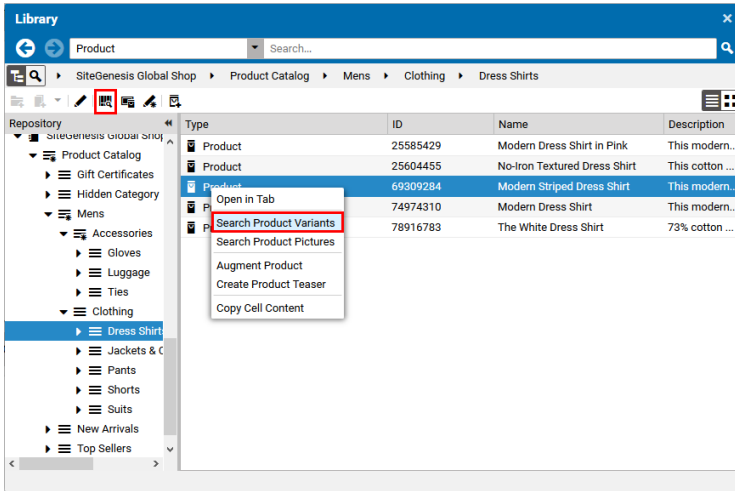 Library
Product
Search...
SiteGenesis Global Shop Product Catalog Mens Clothing Dress Shirts
Repository
Type ID Name Description
SiteGenesis Global Shop
Product Catalog
Gift Certificates
Hidden Category
Mens
Accessories
Gloves
Luggage
Ties
Clothing
Dress Shirts
Jackets & C
Pants
Shorts
Suits
New Arrivals
Top Sellers
Product 25585429 Modern Dress Shirt in Pink This modern...
Product 25604455 No-Iron Textured Dress Shirt This cotton ...
Product 69309284 Modern Striped Dress Shirt This modern...
P 74974310 Modern Dress Shirt This modern...
P 78916783 The White Dress Shirt 73% cotton ...
Open in Tab
Search Product Variants
Search Product Pictures
Augment Product
Create Product Teaser
Copy Cell Content